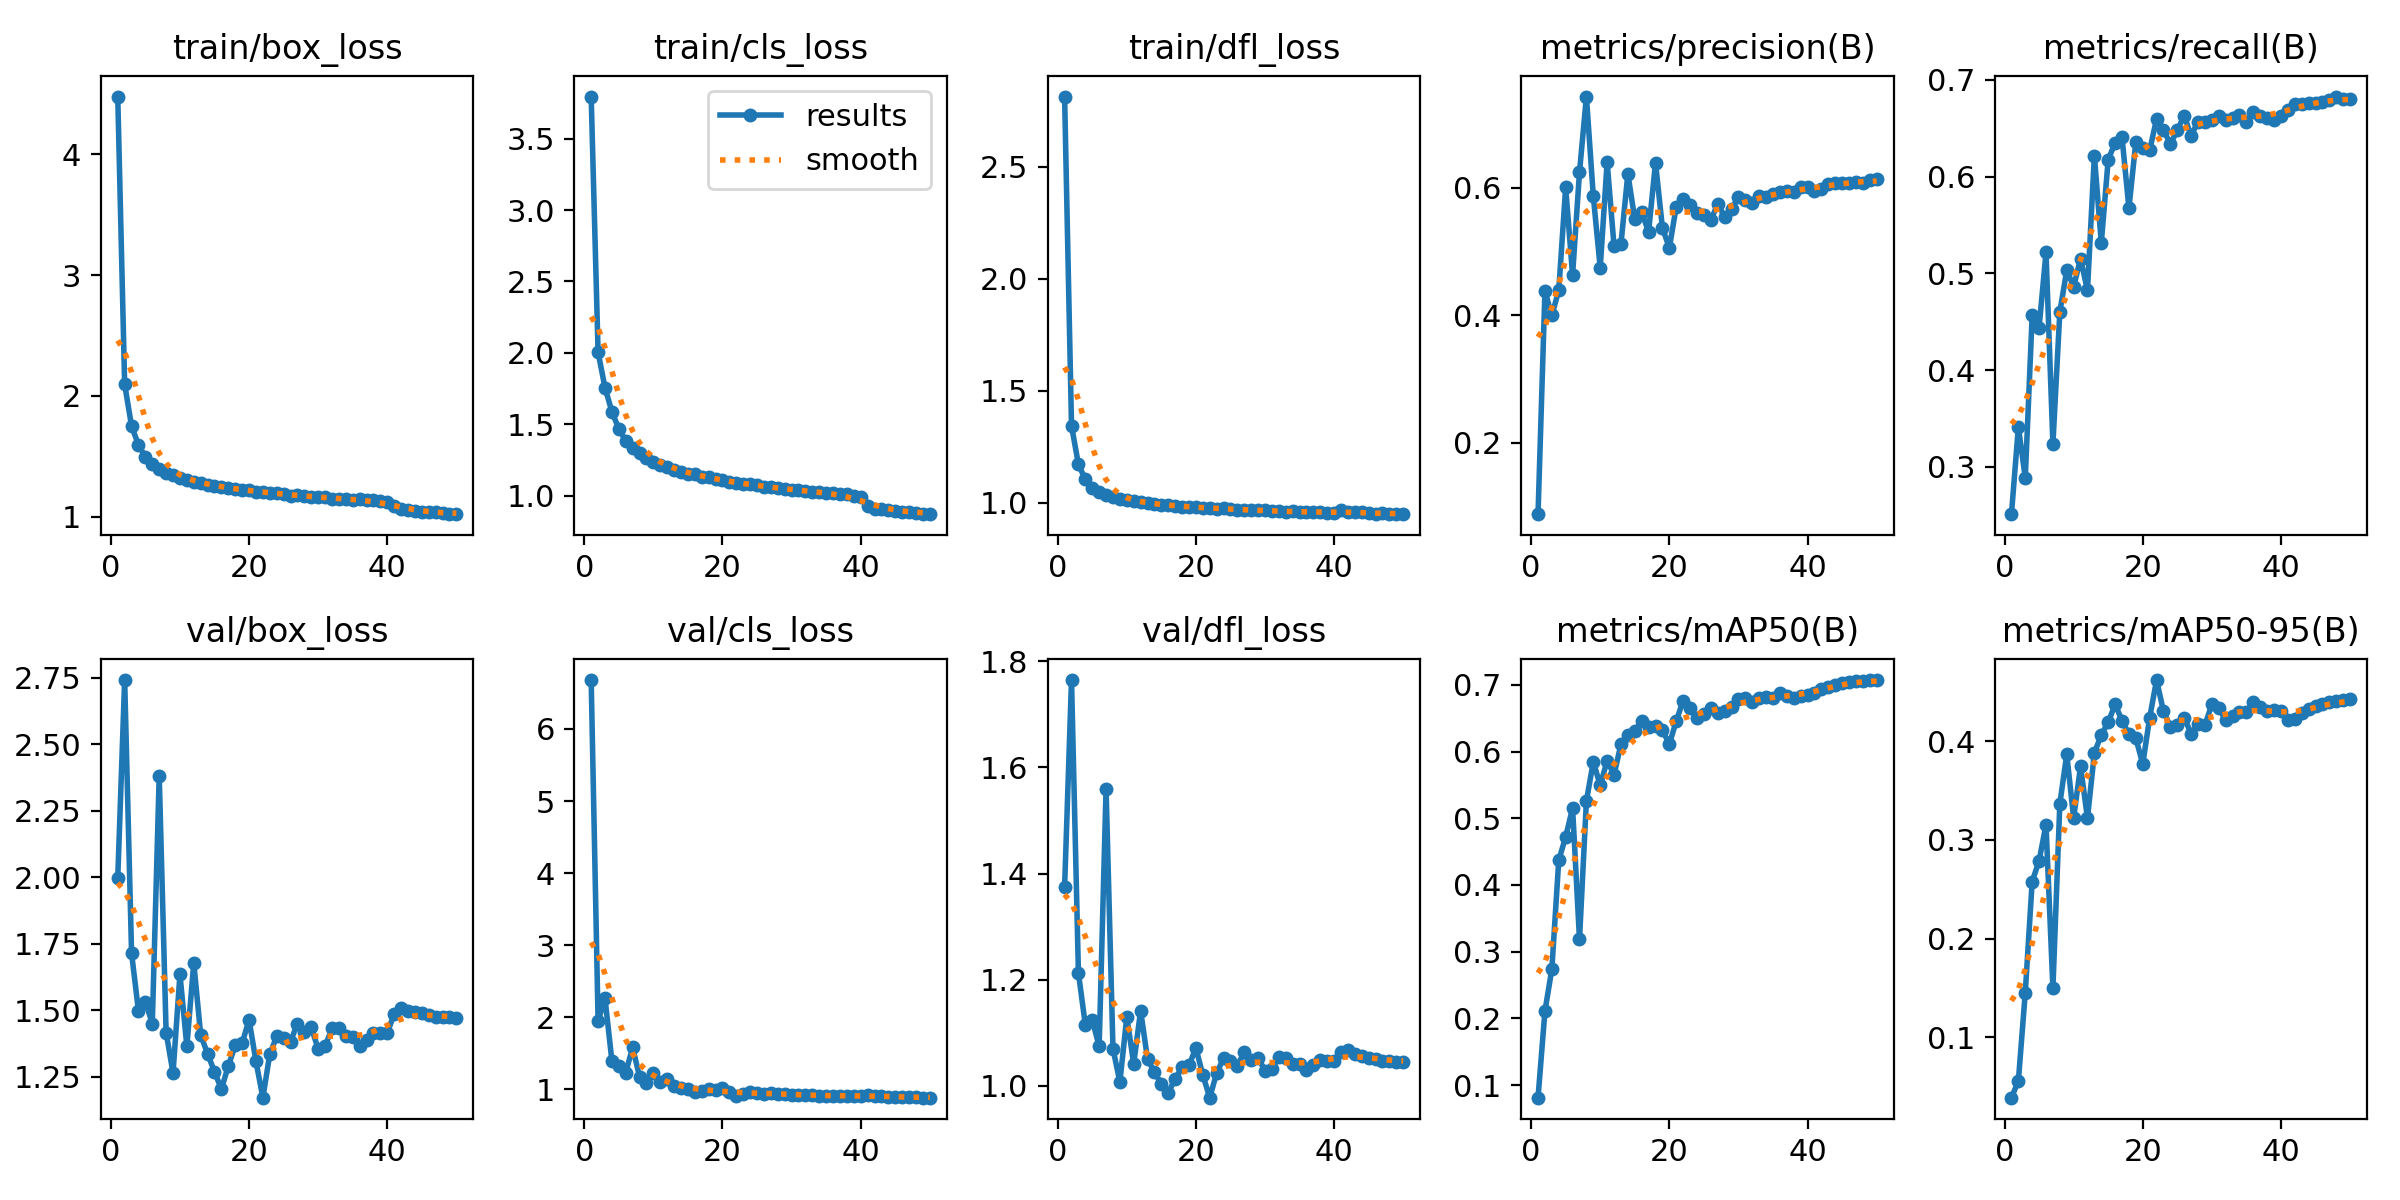 train/box_loss
4
3
2
1
0 20 40
train/cls_loss
results
smooth
3.5
3.0
2.5
2.0
1.5
1.0
0 20 40
train/dfl_loss
2.5
2.0
1.5
1.0
0 20 40
metrics/precision(B)
0.6
0.4
0.2
0 20 40
metrics/recall(B)
0.7
0.6
0.5
0.4
0.3
0 20 40
val/box_loss
2.75
2.50
2.25
2.00
1.75
1.50
1.25
0 20 40
val/cls_loss
6
5
4
3
2
1
0 20 40
val/dfl_loss
1.8
1.6
1.4
1.2
1.0
0 20 40
metrics/mAP50(B)
0.7
0.6
0.5
0.4
0.3
0.2
0.1
0 20 40
metrics/mAP50-95(B)
0.4
0.3
0.2
0.1
0 20 40